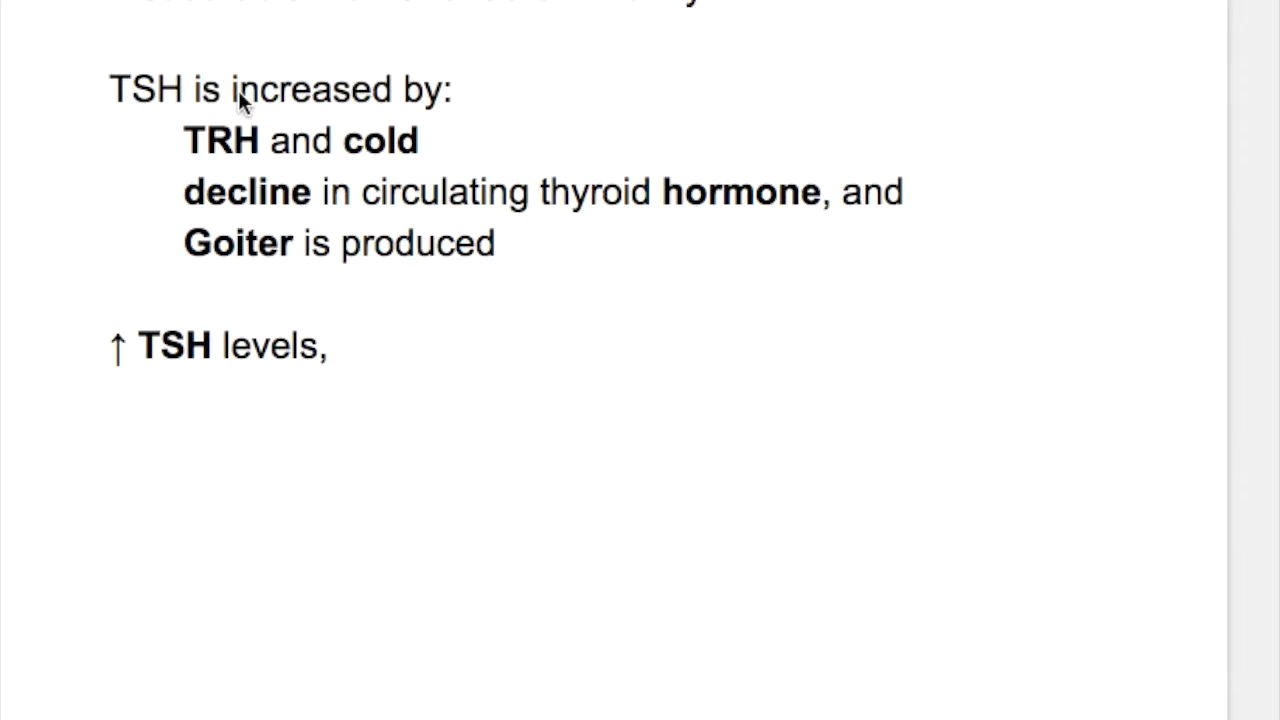 TSH is increased by:
TRH and cold
decline in circulating thyroid hormone, and
Goiter is produced
↑ TSH levels,